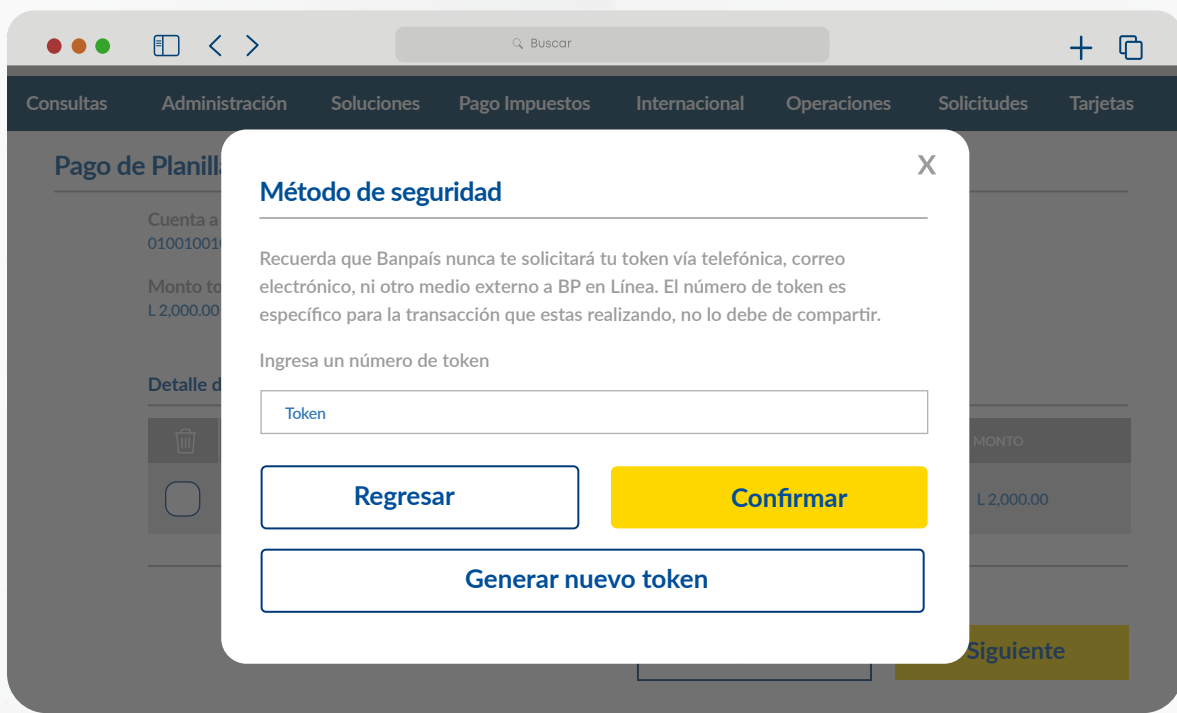 Buscar
Consultas Administración Soluciones Pago Impuestos Internacional Operaciones Solicitudes Tarjetas
Pago de
X
Método de seguridad
Cuenta a
Recuerda que Banpaís nunca te solicitará tu token vía telefónica, correo
electrónico, ni otro medio externo a BP en Línea. El número de token es
específico para la transacción que estas realizando, no lo debe de compartir.
Monto
L 2,000.00
Ingresa un número de token
Detalle
Token
MONTO
Regresar Confirmar
L 2,000.00
Generar nuevo token
Siguiente